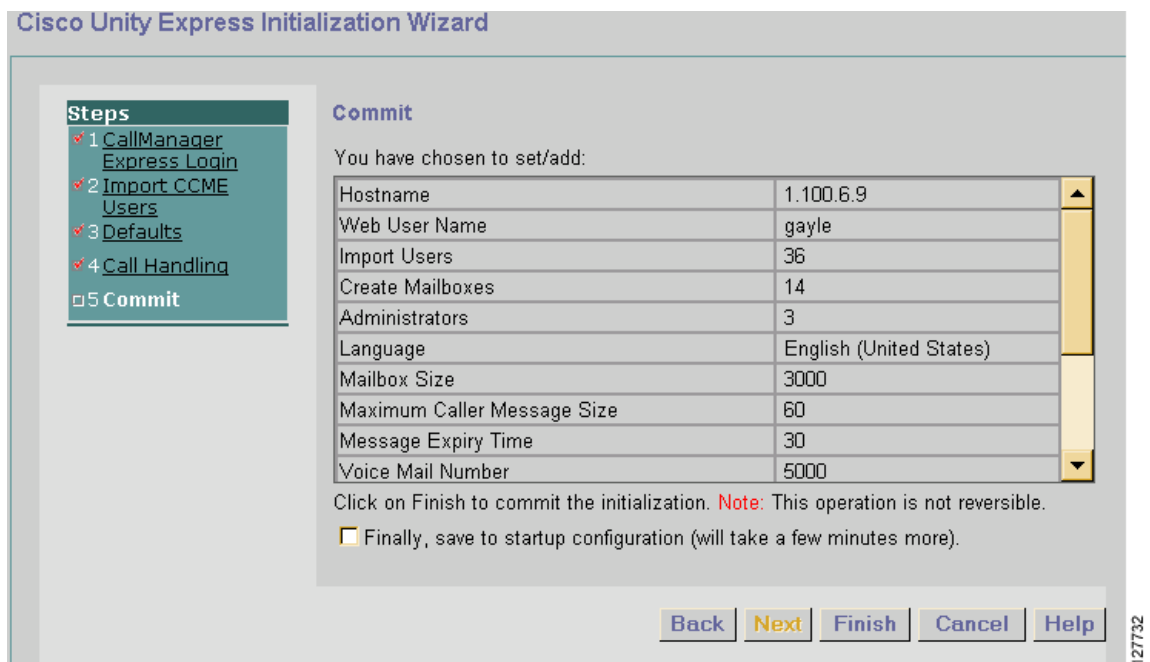 Cisco Unity Express Initialization Wizard
Steps
1 CallManager
Express Login
2 Import CCME
Users
3 Defaults
4 Call Handling
5 Commit
Commit
You have chosen to set/add:
Hostname 1.100.6.9
Web User Name gayle
Import Users 36
Create Mailboxes 14
Administrators 3
Language English (United States)
Mailbox Size 3000
Maximum Caller Message Size 60
Message Expiry Time 30
Voice Mail Number 5000
Click on Finish to commit the initialization. Note: This operation is not reversible.
Finally, save to startup configuration (will take a few minutes more).
Back Next Finish Cancel Help
127732